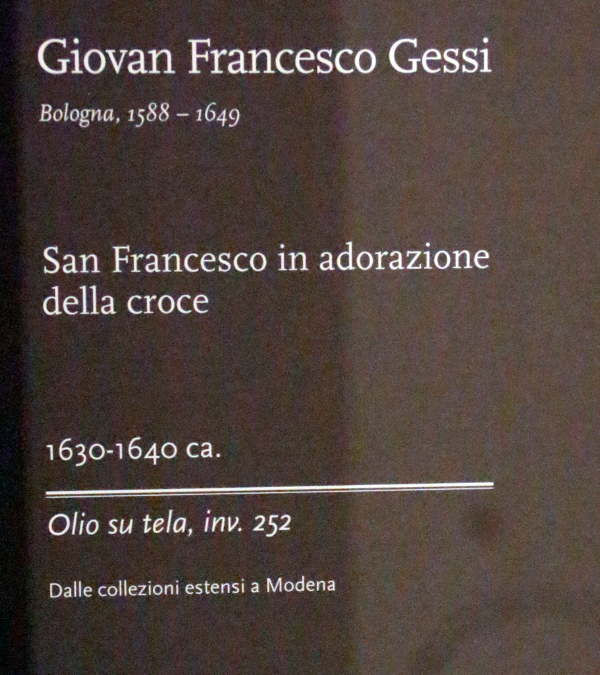 Giovan Francesco Gessi
Bologna, 1588 – 1649
San Francesco in adorazione
della croce
1630-1640 ca.
Olio su tela, inv. 252
Dalle collezioni estensi a Modena